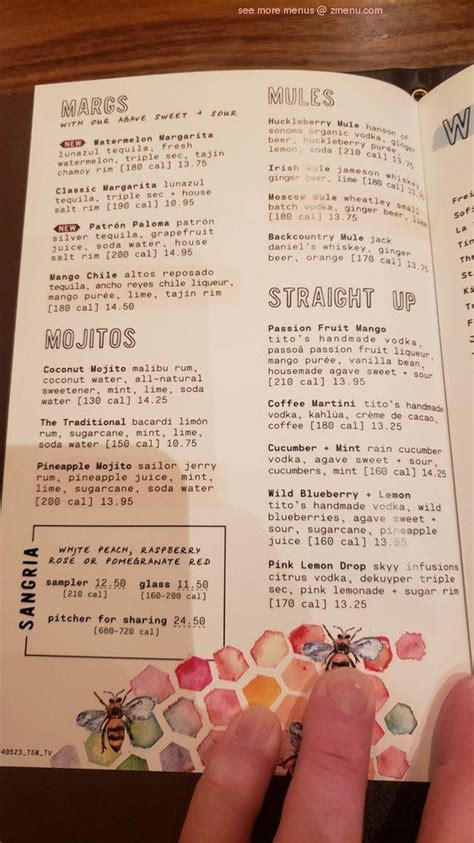 see more menus @ zmenu.com
MARGS
WITH OUR AGAVE SWEET + SOUR
NEW Watermelon Margarita
lunazul tequila, fresh
watermelon, triple sec, tajín
chamoy rim [180 cal] 13.75
Classic Margarita lunazul
tequila, triple sec + house
salt rim [190 cal] 10.95
NEW Patrón Paloma patrón
silver tequila, grapefruit
juice, soda water, house
salt rim [200 cal] 14.95
Mango Chile altos reposado
tequila, ancho reyes chile liqueur,
mango purée, lime, tajín rim
[180 cal] 14.50
MOJITOS
Coconut Mojito malibu rum,
coconut water, all-natural
sweetener, mint, lime, soda
water [130 cal] 14.25
The Traditional bacardí limón
rum, sugarcane, mint, lime,
soda water [150 cal] 10.75
Pineapple Mojito sailor jerry
rum, pineapple juice, mint,
lime, sugarcane, soda water
[200 cal] 13.95
SANGRIA
WHITE PEACH, RASPBERRY
ROSÉ OR POMEGRANATE RED
sampler 12.50 glass 11.50
[210 cal] [160-200 cal]
pitcher for sharing 24.50
[680-720 cal]
40523_T5W_TV
MULES
Huckleberry Mule hanson of
sonoma organic vodka, ginger
beer, huckleberry purée,
lemon, soda [210 cal] 13.75
Irish Mule jameson whiskey,
ginger beer, lime [180 cal] 13.75
Moscow Mule wheatley small
batch vodka, ginger beer, lime
[180 cal] 13.75
Backcountry Mule jack
daniel's whiskey, ginger
beer, orange [170 cal] 13.75
STRAIGHT UP
Passion Fruit Mango
tito's handmade vodka,
passoã passion fruit liqueur,
mango purée, vanilla bean,
housemade agave sweet + sour
[210 cal] 13.95
Coffee Martini tito's handmade
vodka, kahlúa, crème de cacao,
coffee [180 cal] 13.25
Cucumber + Mint rain cucumber
vodka, agave sweet + sour,
cucumbers, mint [160 cal] 14.25
Wild Blueberry + Lemon
tito's handmade vodka, wild
blueberries, agave sweet +
sour, sugarcane, pineapple
juice [160 cal] 13.95
Pink Lemon Drop skyy infusions
citrus vodka, dekuyper triple
sec, pink lemonade + sugar rim
[170 cal] 13.25
W